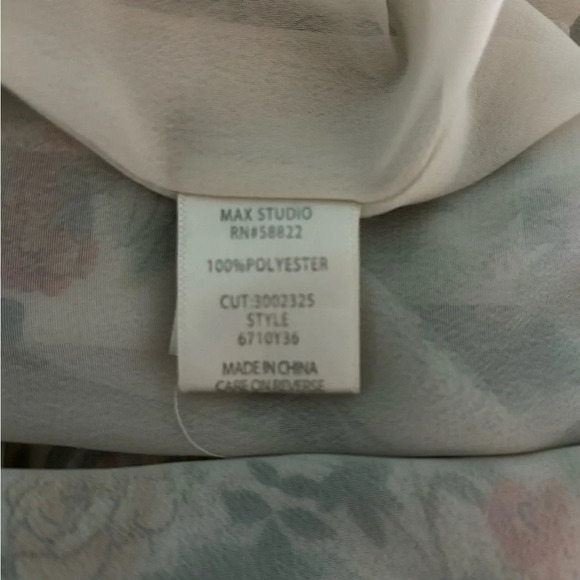 MAX STUDIO
RN#58822
100%POLYESTER
CUT:3002325
STYLE
6710Y36
MADE IN CHINA
CARE ON REVERSE